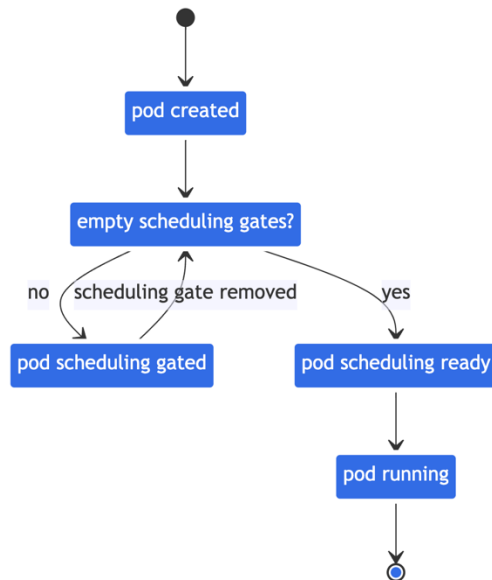 pod created
empty scheduling gates?
no
scheduling gate removed
yes
pod scheduling gated
pod scheduling ready
pod running